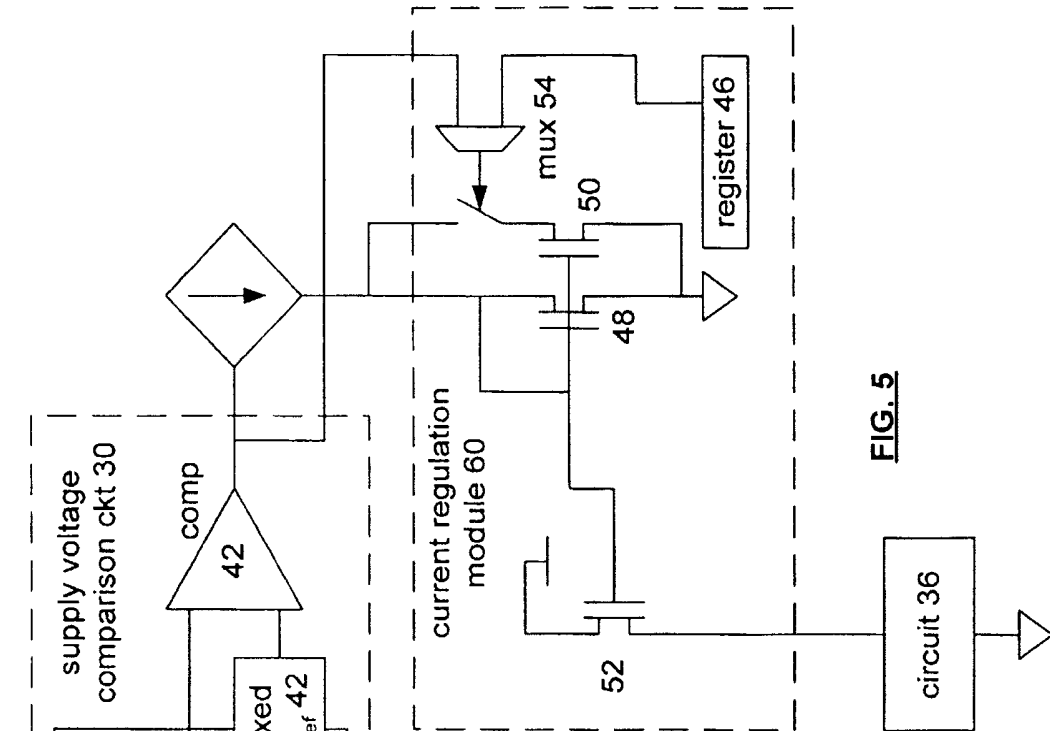 supply voltage
comparison ckt 30
comp
42
42
current regulation
module 60
mux 54
50
48
register 46
52
circuit 36
FIG. 5